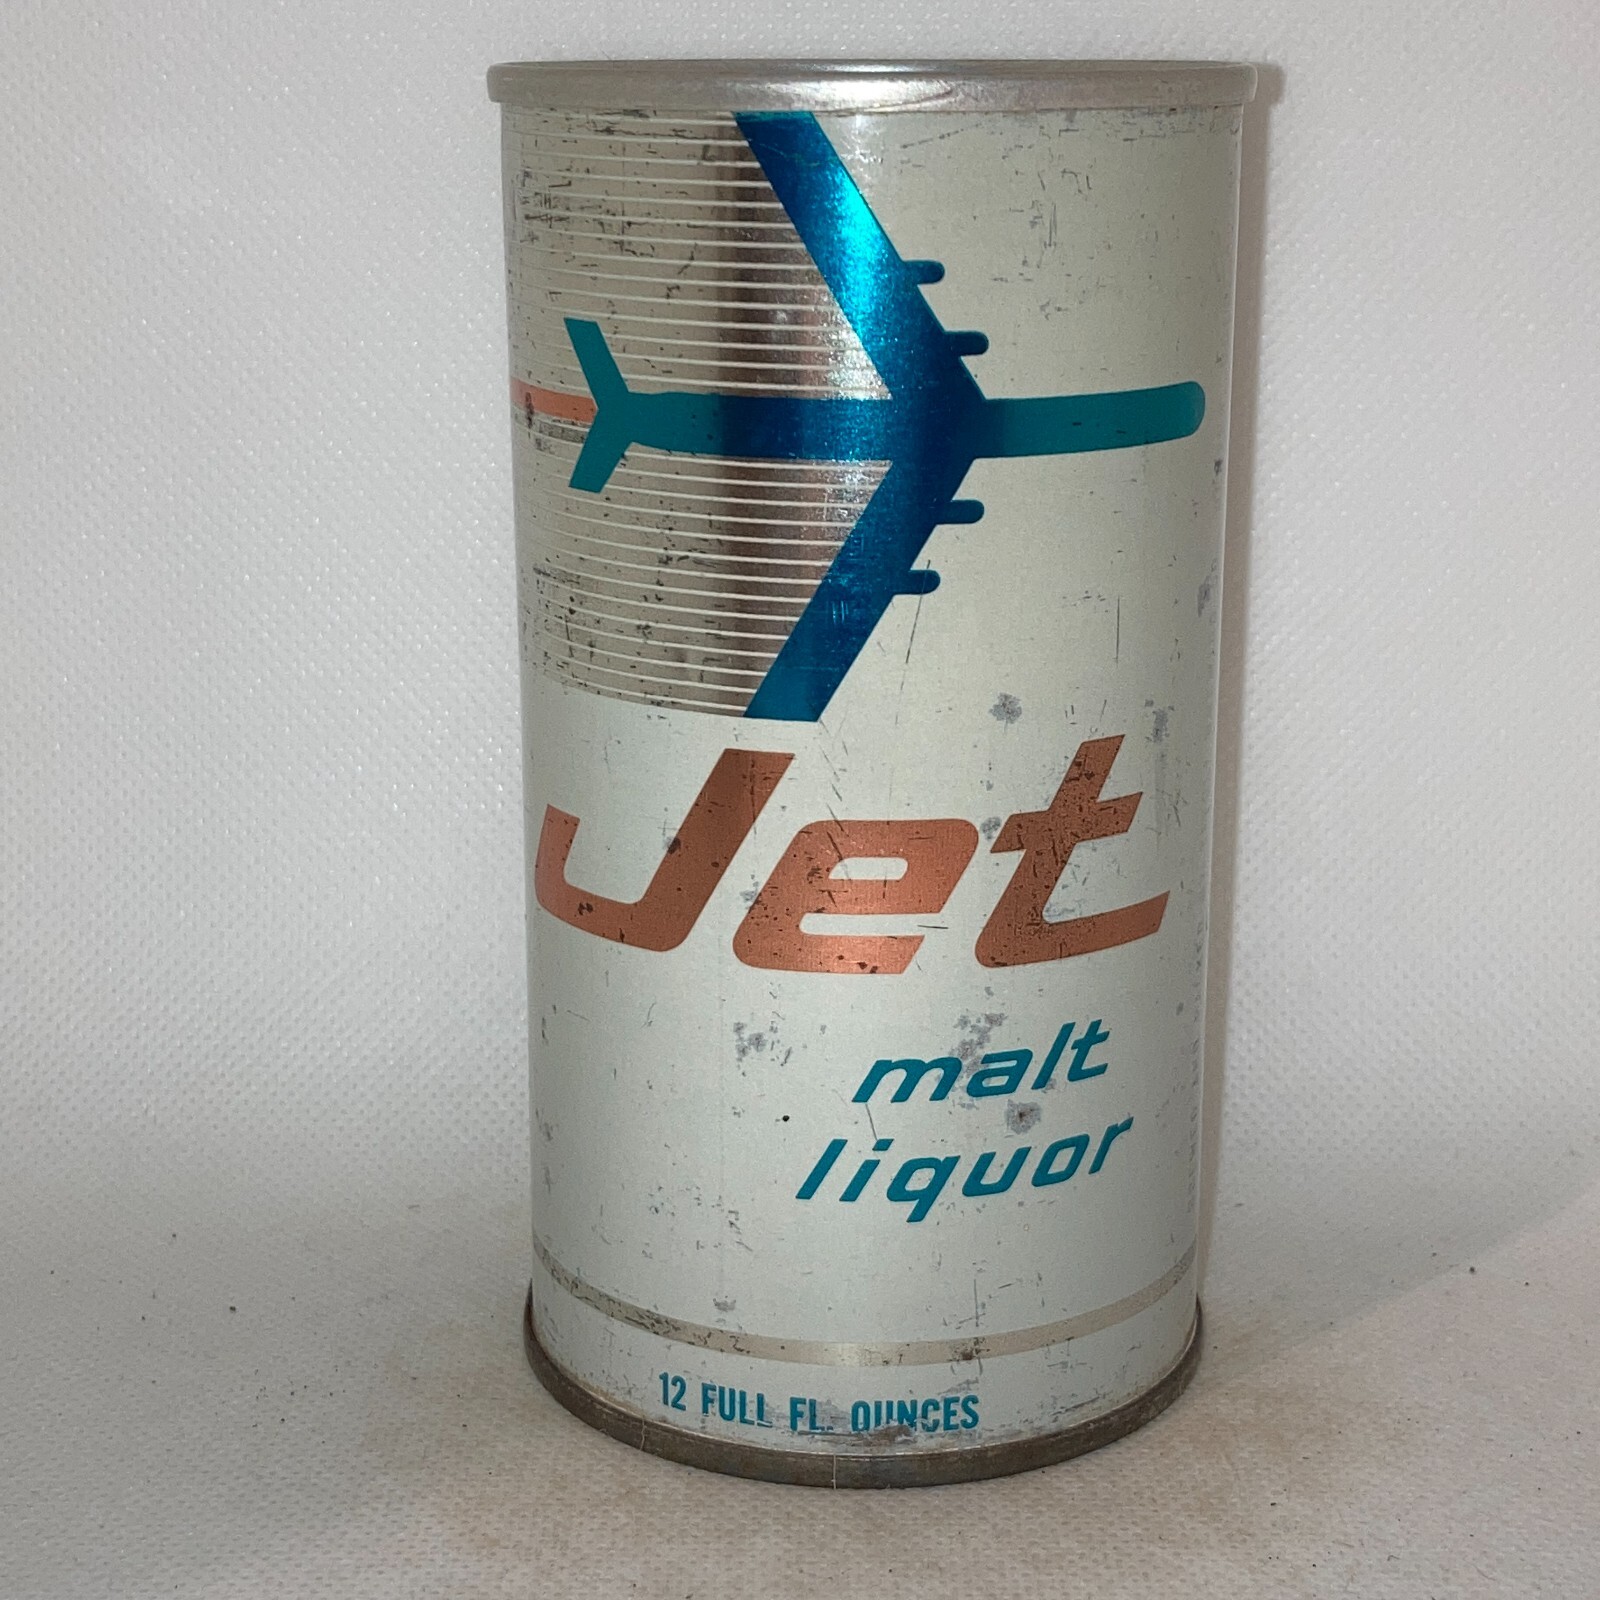 Jet
malt
liquor
12 FULL FL. OUNCES